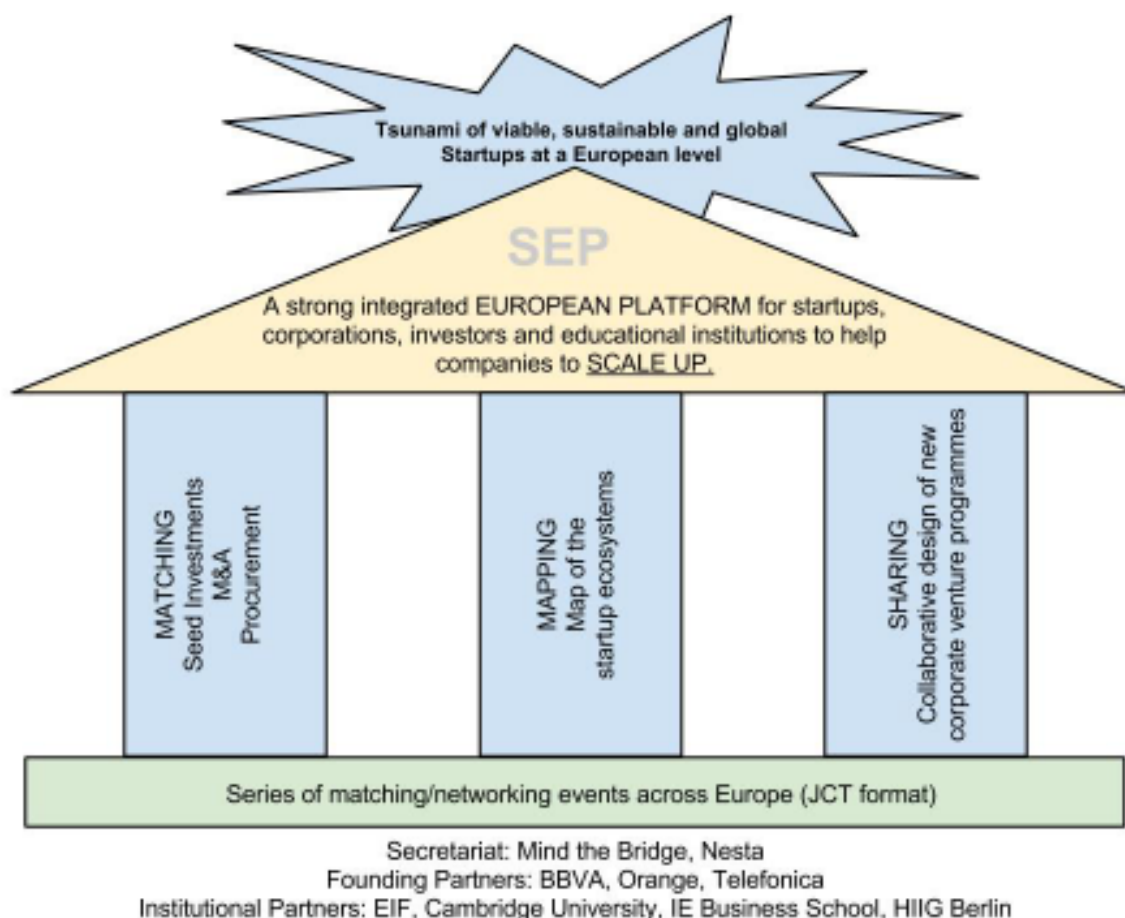 Tsunami of viable, sustainable and global
Startups at a European level
SEP
A strong integrated EUROPEAN PLATFORM for startups,
corporations, investors and educational institutions to help
companies to SCALE UP.
MATCHING
Seed Investments
M&A
Procurement
MAPPING
Map of the
startup ecosystems
SHARING
Collaborative design of new
corporate venture programmes
Series of matching/networking events across Europe (JCT format)
Secretariat: Mind the Bridge, Nesta
Founding Partners: BBVA, Orange, Telefonica
Institutional Partners: EIF, Cambridge University, IE Business School, HIIG Berlin